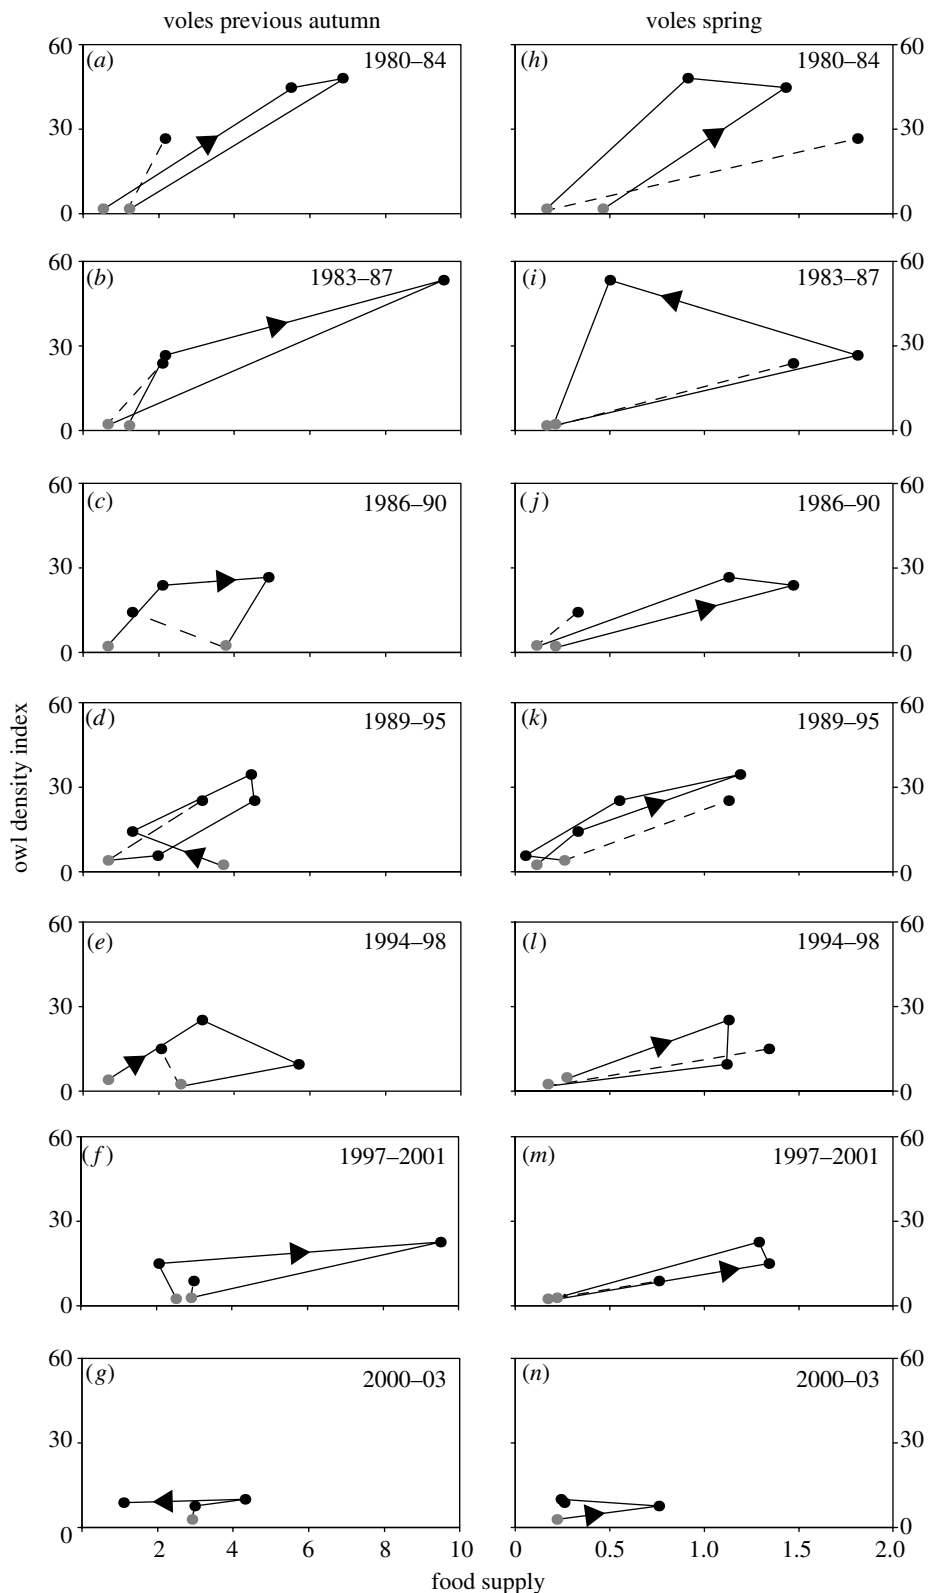 voles previous autumn voles spring
60 (a) 1980–84 (h) 1980–84 60
30 30
0 0
60 (b) 1983–87 (i) 1983–87 60
30 30
0 0
60 (c) 1986–90 (j) 1986–90 60
30 30
0 0
60 (d) 1989–95 (k) 1989–95 60
30 30
0 0
owl density index
60 (e) 1994–98 (l) 1994–98 60
30 30
0 0
60 (f) 1997–2001 (m) 1997–2001 60
30 30
0 0
60 (g) 2000–03 (n) 2000–03 60
30 30
0 0
2 4 6 8 10 0 0.5 1.0 1.5 2.0
food supply